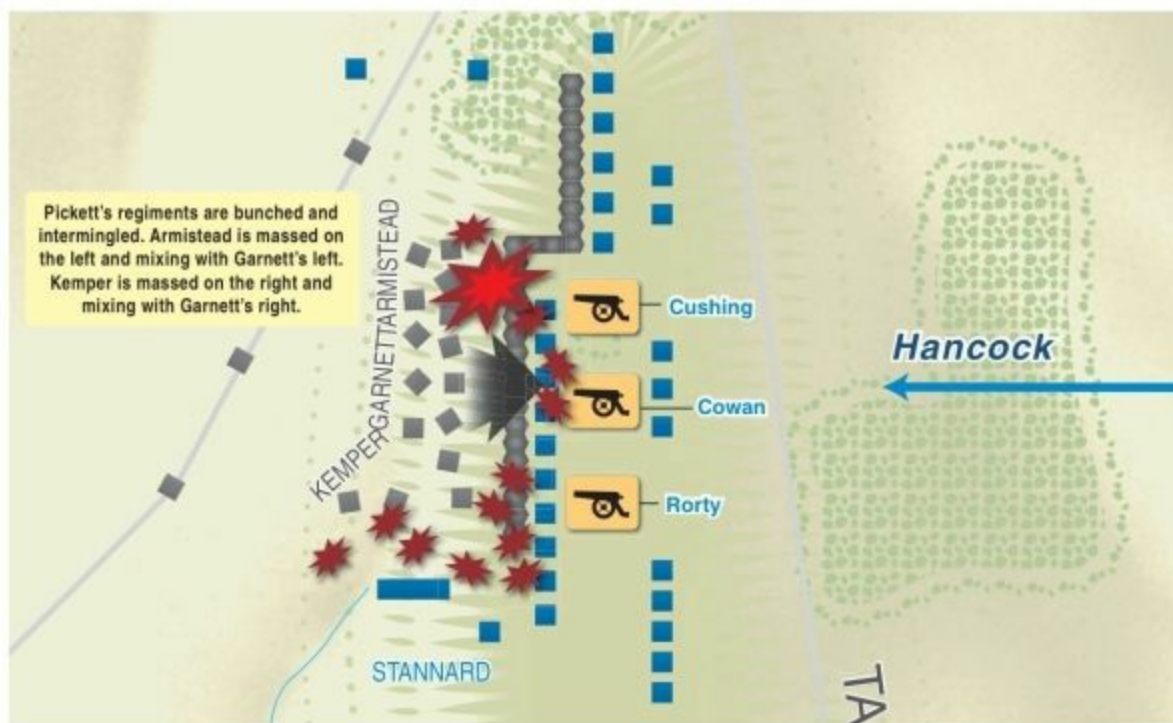 Pickett's regiments are bunched and
intermingled. Armistead is massed on
the left and mixing with Garnett's left.
Kemper is massed on the right and
mixing with Garnett's right.
ARMISTEAD
GARNETT
KEMPER
Cushing
Hancock
Cowan
Rorty
STANNARD
TA